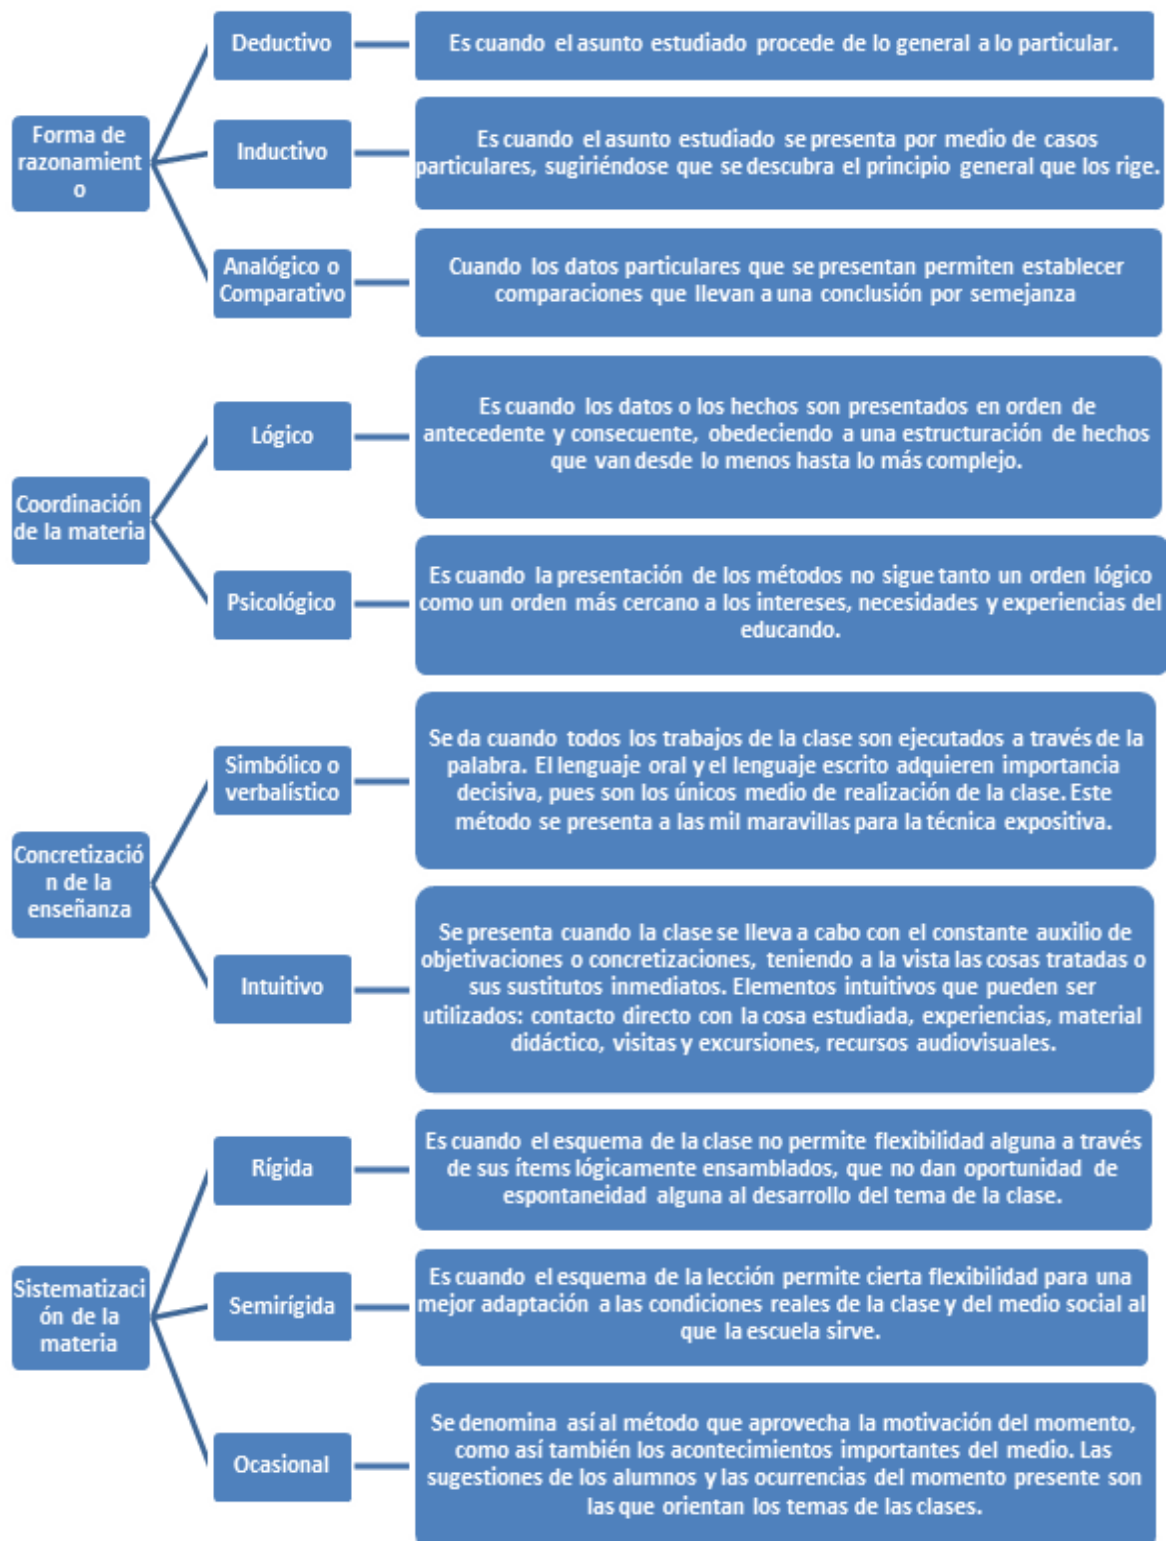 Forma de
razonamient
o
Deductivo
Es cuando el asunto estudiado procede de lo general a lo particular.
Inductivo
Es cuando el asunto estudiado se presenta por medio de casos
particulares, sugiriéndose que se descubra el principio general que los rige.
Analógico o
Comparativo
Cuando los datos particulares que se presentan permiten establecer
comparaciones que llevan a una conclusión por semejanza
Coordinación
de la materia
Lógico
Es cuando los datos o los hechos son presentados en orden de
antecedente y consecuente, obedeciendo a una estructuración de hechos
que van desde lo menos hasta lo más complejo.
Psicológico
Es cuando la presentación de los métodos no sigue tanto un orden lógico
como un orden más cercano a los intereses, necesidades y experiencias del
educando.
Concretizació
n de la
enseñanza
Simbólico o
verbalístico
Se da cuando todos los trabajos de la clase son ejecutados a través de la
palabra. El lenguaje oral y el lenguaje escrito adquieren importancia
decisiva, pues son los únicos medio de realización de la clase. Este
método se presenta a las mil maravillas para la técnica expositiva.
Intuitivo
Se presenta cuando la clase se lleva a cabo con el constante auxilio de
objetivaciones o concretizaciones, teniendo a la vista las cosas tratadas o
sus sustitutos inmediatos. Elementos intuitivos que pueden ser
utilizados: contacto directo con la cosa estudiada, experiencias, material
didáctico, visitas y excursiones, recursos audiovisuales.
Sistematizaci
ón de la
materia
Rígida
Es cuando el esquema de la clase no permite flexibilidad alguna a través
de sus ítems lógicamente ensamblados, que no dan oportunidad de
espontaneidad alguna al desarrollo del tema de la clase.
Semirígida
Es cuando el esquema de la lección permite cierta flexibilidad para una
mejor adaptación a las condiciones reales de la clase y del medio social al
que la escuela sirve.
Ocasional
Se denomina así al método que aprovecha la motivación del momento,
como así también los acontecimientos importantes del medio. Las
sugestiones de los alumnos y las ocurrencias del momento presente son
las que orientan los temas de las clases.